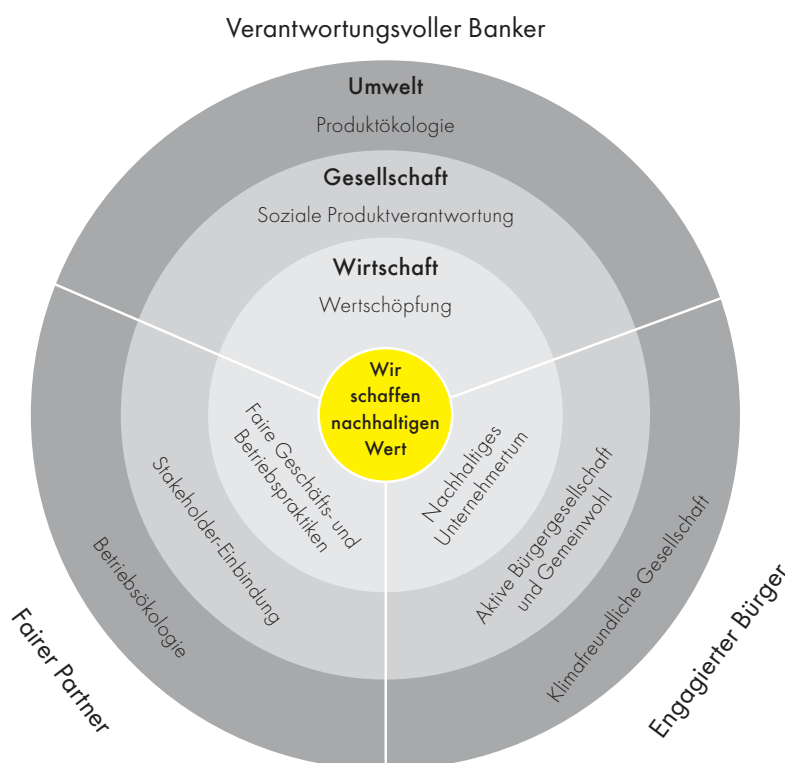 Verantwortungsvoller Banker
Umwelt
Produktökologie
Gesellschaft
Soziale Produktverantwortung
Wirtschaft
Wertschöpfung
Wir
schaffen
nachhaltigen
Wert
Faire Geschäfts- und
Betriebspraktiken
Stakeholder-Einbindung
Betriebsökologie
Fairer Partner
Nachhaltiges
Unternehmertum
Aktive Bürgergesellschaft
und Gemeinwohl
Klimafreundliche Gesellschaft
Engagierter Bürger